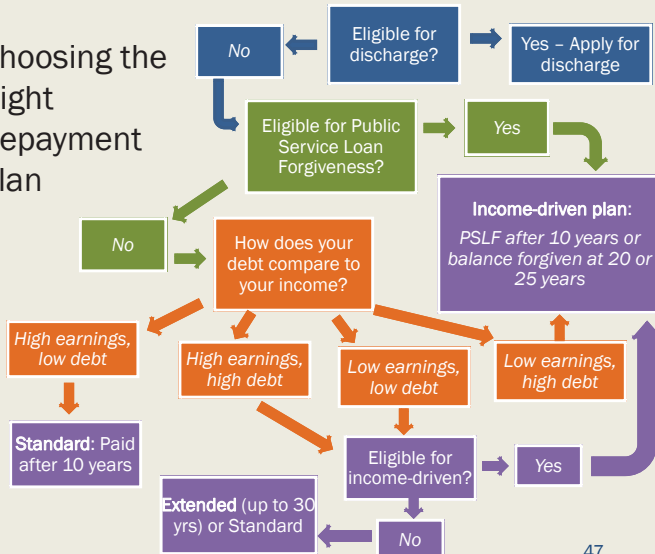 hoosing the
ight
epayment
lan
No
Eligible for
discharge?
Yes – Apply for
discharge
Eligible for Public
Service Loan
Forgiveness?
Yes
Income-driven plan:
PSLF after 10 years or
balance forgiven at 20 or
25 years
No
How does your
debt compare to
your income?
High earnings,
low debt
High earnings,
high debt
Low earnings,
low debt
Low earnings,
high debt
Standard: Paid
after 10 years
Eligible for
income-driven?
Yes
Extended (up to 30
yrs) or Standard
No
47